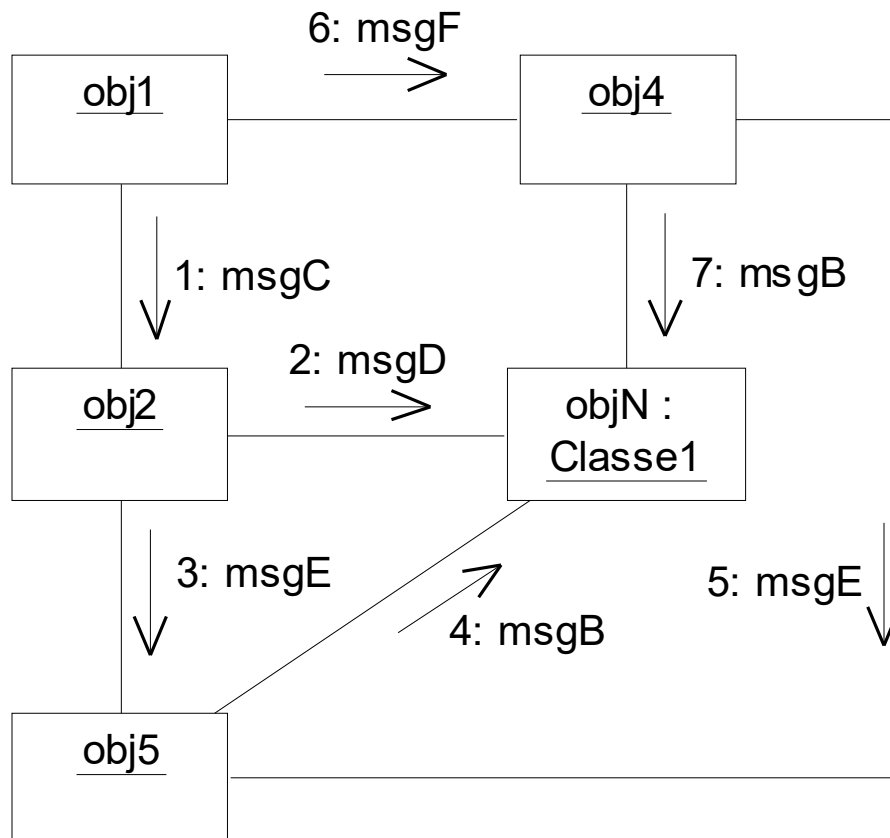 6: msgF
obj1
obj4
1: msgC
7: msgB
2: msgD
obj2
objN :
Classe1
3: msgE
4: msgB
5: msgE
obj5